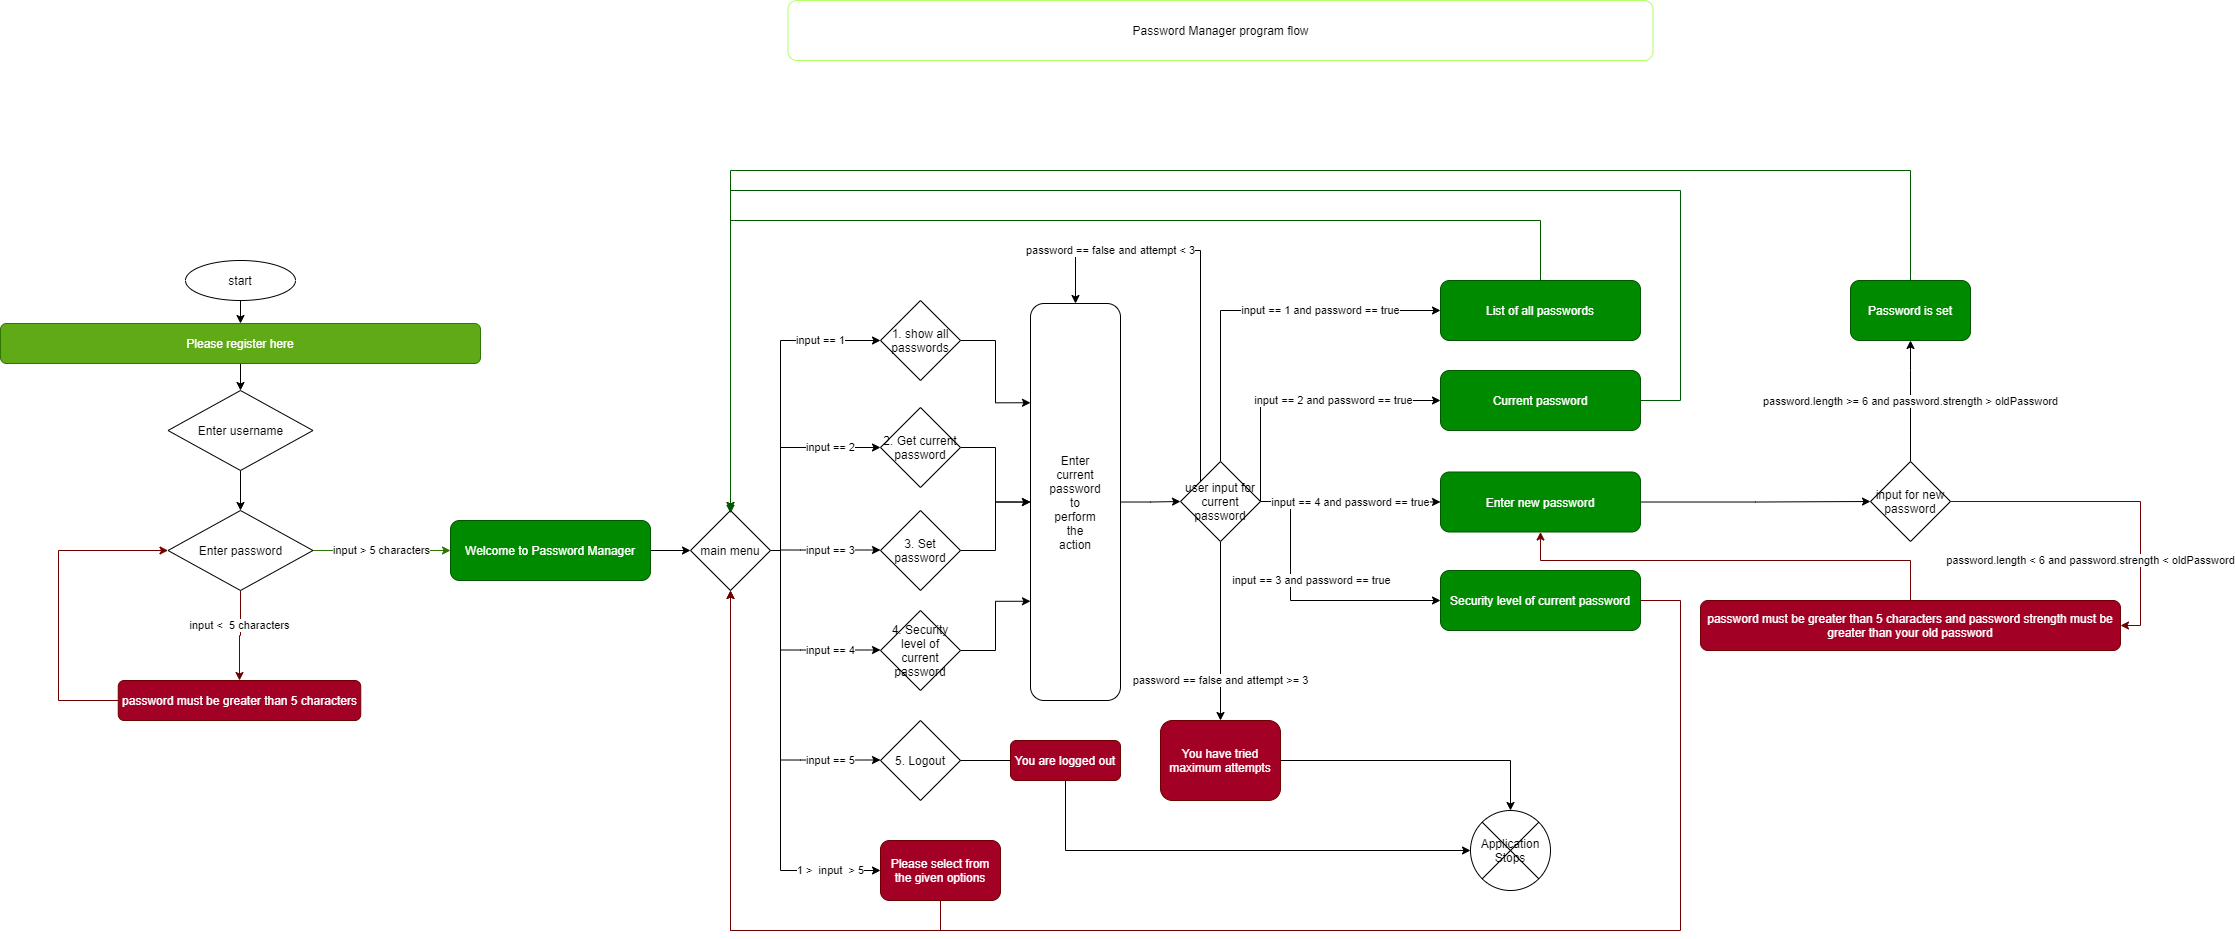 Password Manager program flow
start
Please register here
Enter username
Enter password
input > 5 characters
input <  5 characters
password must be greater than 5 characters
Welcome to Password Manager
main menu
input == 1
1. show all
passwords
input == 2
2. Get current
password
input == 3
3. Set
password
input == 4
4. Security
level of
current
password
input == 5
5. Logout
You are logged out
1 >  input  > 5
Please select from
the given options
password == false and attempt < 3
Enter
current
password
to
perform
the
action
user input for
current
password
input == 1 and password == true
List of all passwords
input == 2 and password == true
Current password
input == 4 and password == true
Enter new password
input == 3 and password == true
Security level of current password
password == false and attempt >= 3
You have tried
maximum attempts
Application
Stops
Password is set
password.length >= 6 and password.strength > oldPassword
input for new
password
password.length < 6 and password.strength < oldPassword
password must be greater than 5 characters and password strength must be
greater than your old password